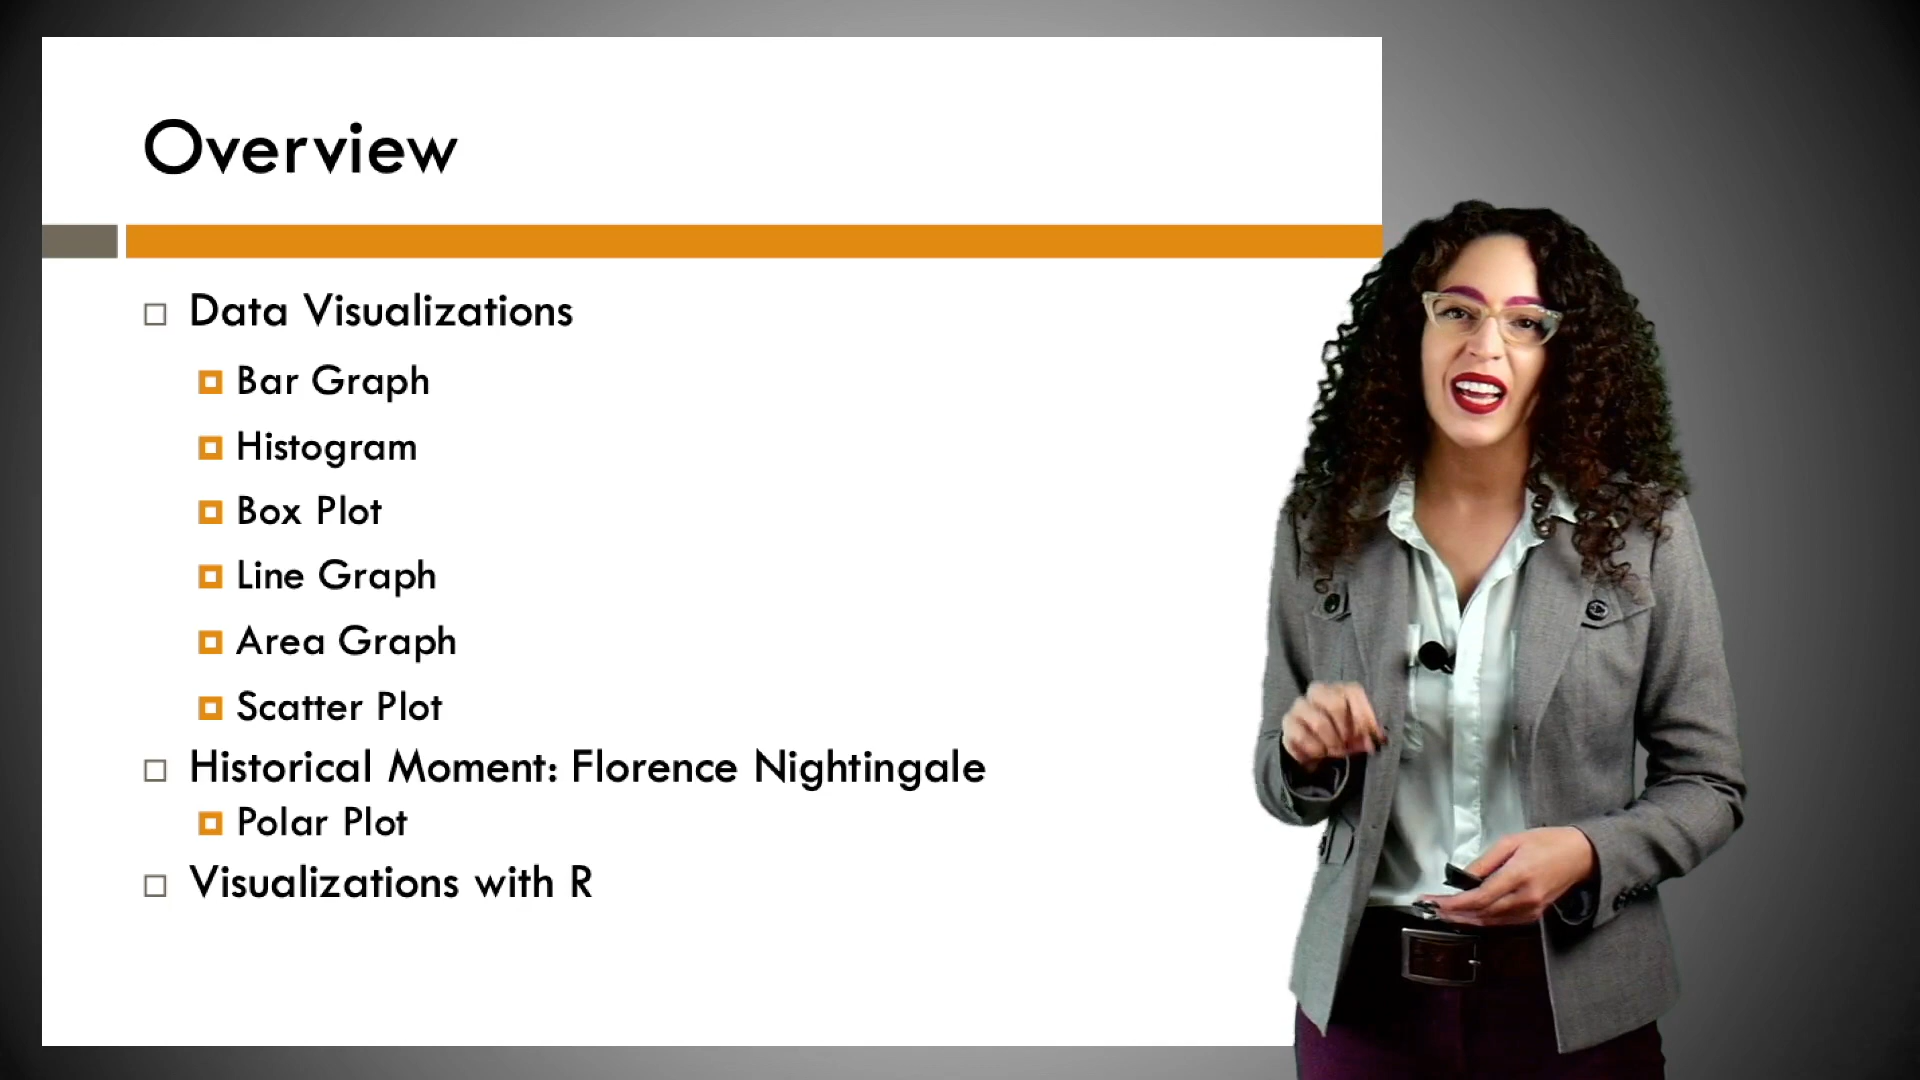 Overview
Data Visualizations
Bar Graph
Histogram
Box Plot
Line Graph
Area Graph
Scatter Plot
Historical Moment: Florence Nightingale
Polar Plot
Visualizations with R